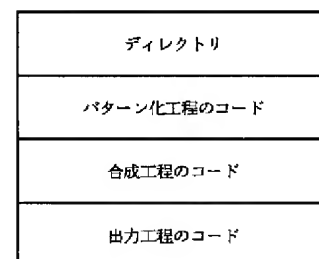 ディレクトリ
パターン化工程のコード
合成工程のコード
出力工程のコード